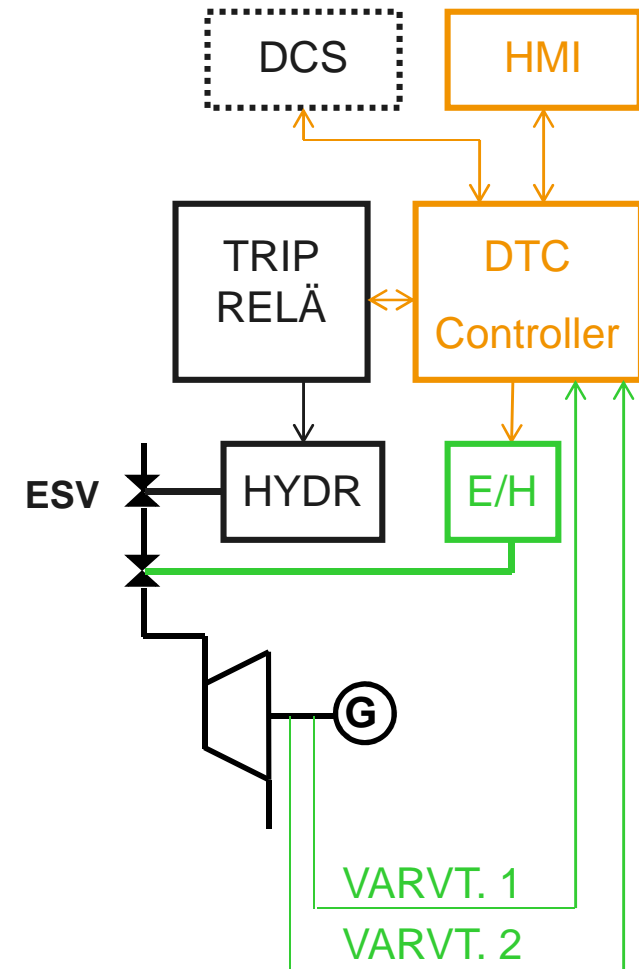 DCS
HMI
TRIP
RELÄ
DTC
Controller
ESV
HYDR
E/H
G
VARVT. 1
VARVT. 2